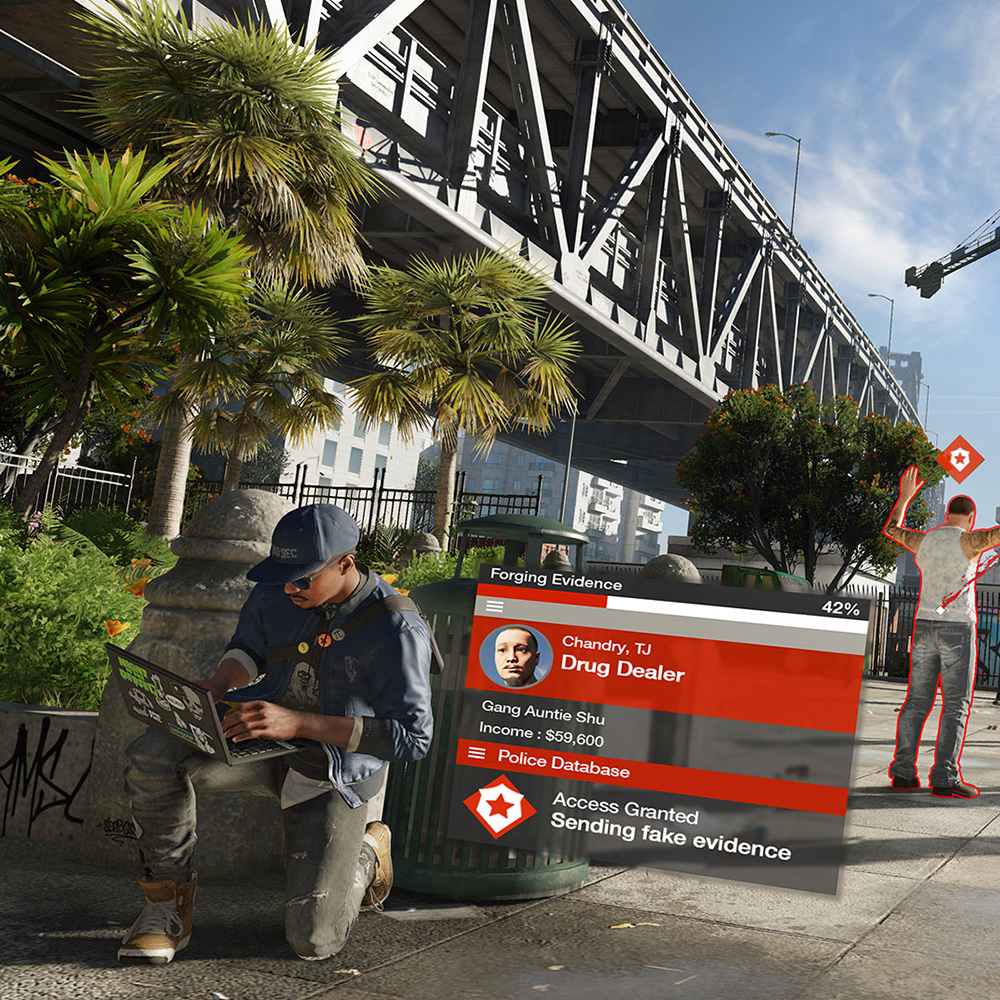 Forging Evidence
42%
Chandry, TJ
Drug Dealer
Gang Auntie Shu
Income : $59,600
Police Database
Access Granted
Sending fake evidence